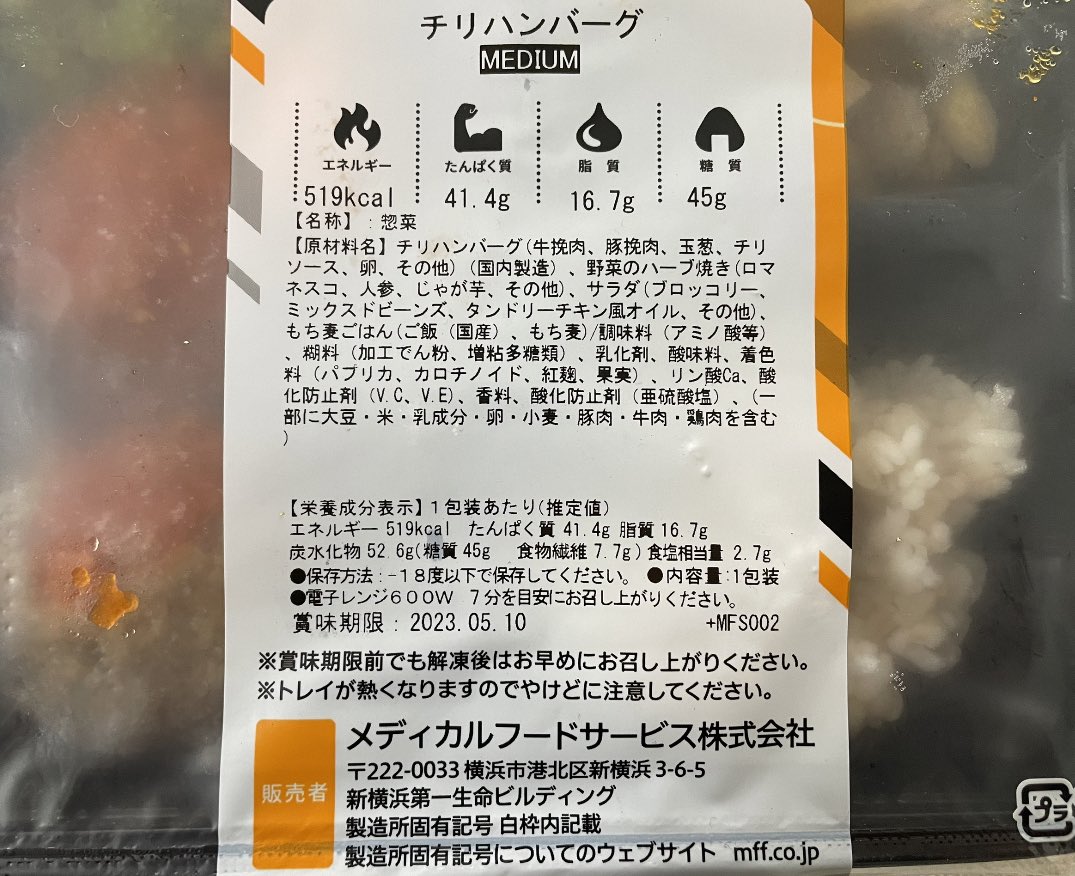 チリハンバーグ
MEDIUM
エネルギー たんぱく質 脂 質 糖 質
519kcal 41.4g 16.7g 45g
【名称】：惣菜
【原材料名】チリハンバーグ(牛挽肉、豚挽肉、玉葱、チリ
ソース、卵、その他)（国内製造）、野菜のハーブ焼き(ロマ
ネスコ、人参、じゃが芋、その他)、サラダ(ブロッコリー、
ミックスドビーンズ、タンドリーチキン風オイル、その他)、
もち麦ごはん(ご飯（国産）、もち麦)/調味料（アミノ酸等）
、糊料（加工でん粉、増粘多糖類）、乳化剤、酸味料、着色
料（パプリカ、カロチノイド、紅麹、果実）、リン酸Ca、酸
化防止剤（V.C、V.E)、香料、酸化防止剤（亜硫酸塩）、(一
部に大豆・米・乳成分・卵・小麦・豚肉・牛肉・鶏肉を含む
)
【栄養成分表示】1包装あたり(推定値)
エネルギー 519kcal たんぱく質 41.4g 脂質 16.7g
炭水化物 52.6g(糖質 45g 食物繊維 7.7g) 食塩相当量 2.7g
●保存方法：-18度以下で保存してください。 ●内容量:1包装
●電子レンジ600W 7分を目安にお召し上がりください。
賞味期限：2023.05.10 +MFS002
※賞味期限前でも解凍後はお早めにお召し上がりください。
※トレイが熱くなりますのでやけどに注意してください。
販売者
メディカルフードサービス株式会社
〒222-0033 横浜市港北区新横浜 3-6-5
新横浜第一生命ビルディング
製造所固有記号 白枠内記載
製造所固有記号についてのウェブサイト mff.co.jp
プラ